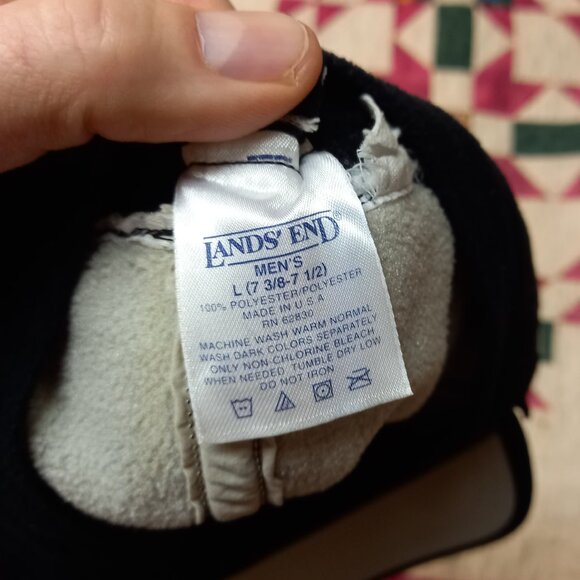 LANDS' END®
MEN'S
L (7 3/8-7 1/2)
100% POLYESTER/POLYESTER
MADE IN U S A
RN 62830
MACHINE WASH WARM NORMAL
WASH DARK COLORS SEPARATELY
ONLY NON-CHLORINE BLEACH
WHEN NEEDED TUMBLE DRY LOW
DO NOT IRON